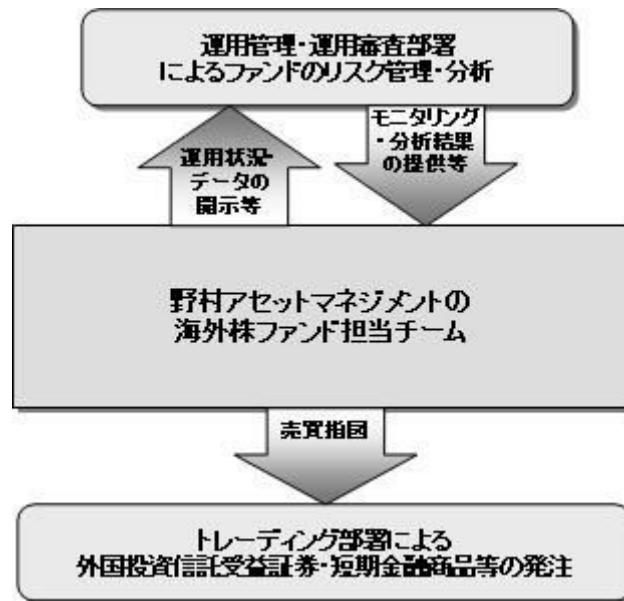 運用管理・運用審査部署
によるファンドのリスク管理・分析
運用状況・
データの
開示等
モニタリング
・分析結果
の提供等
野村アセットマネジメントの
海外株ファンド担当チーム
売買指図
トレーディング部署による
外国投資信託受益証券・短期金融商品等の発注